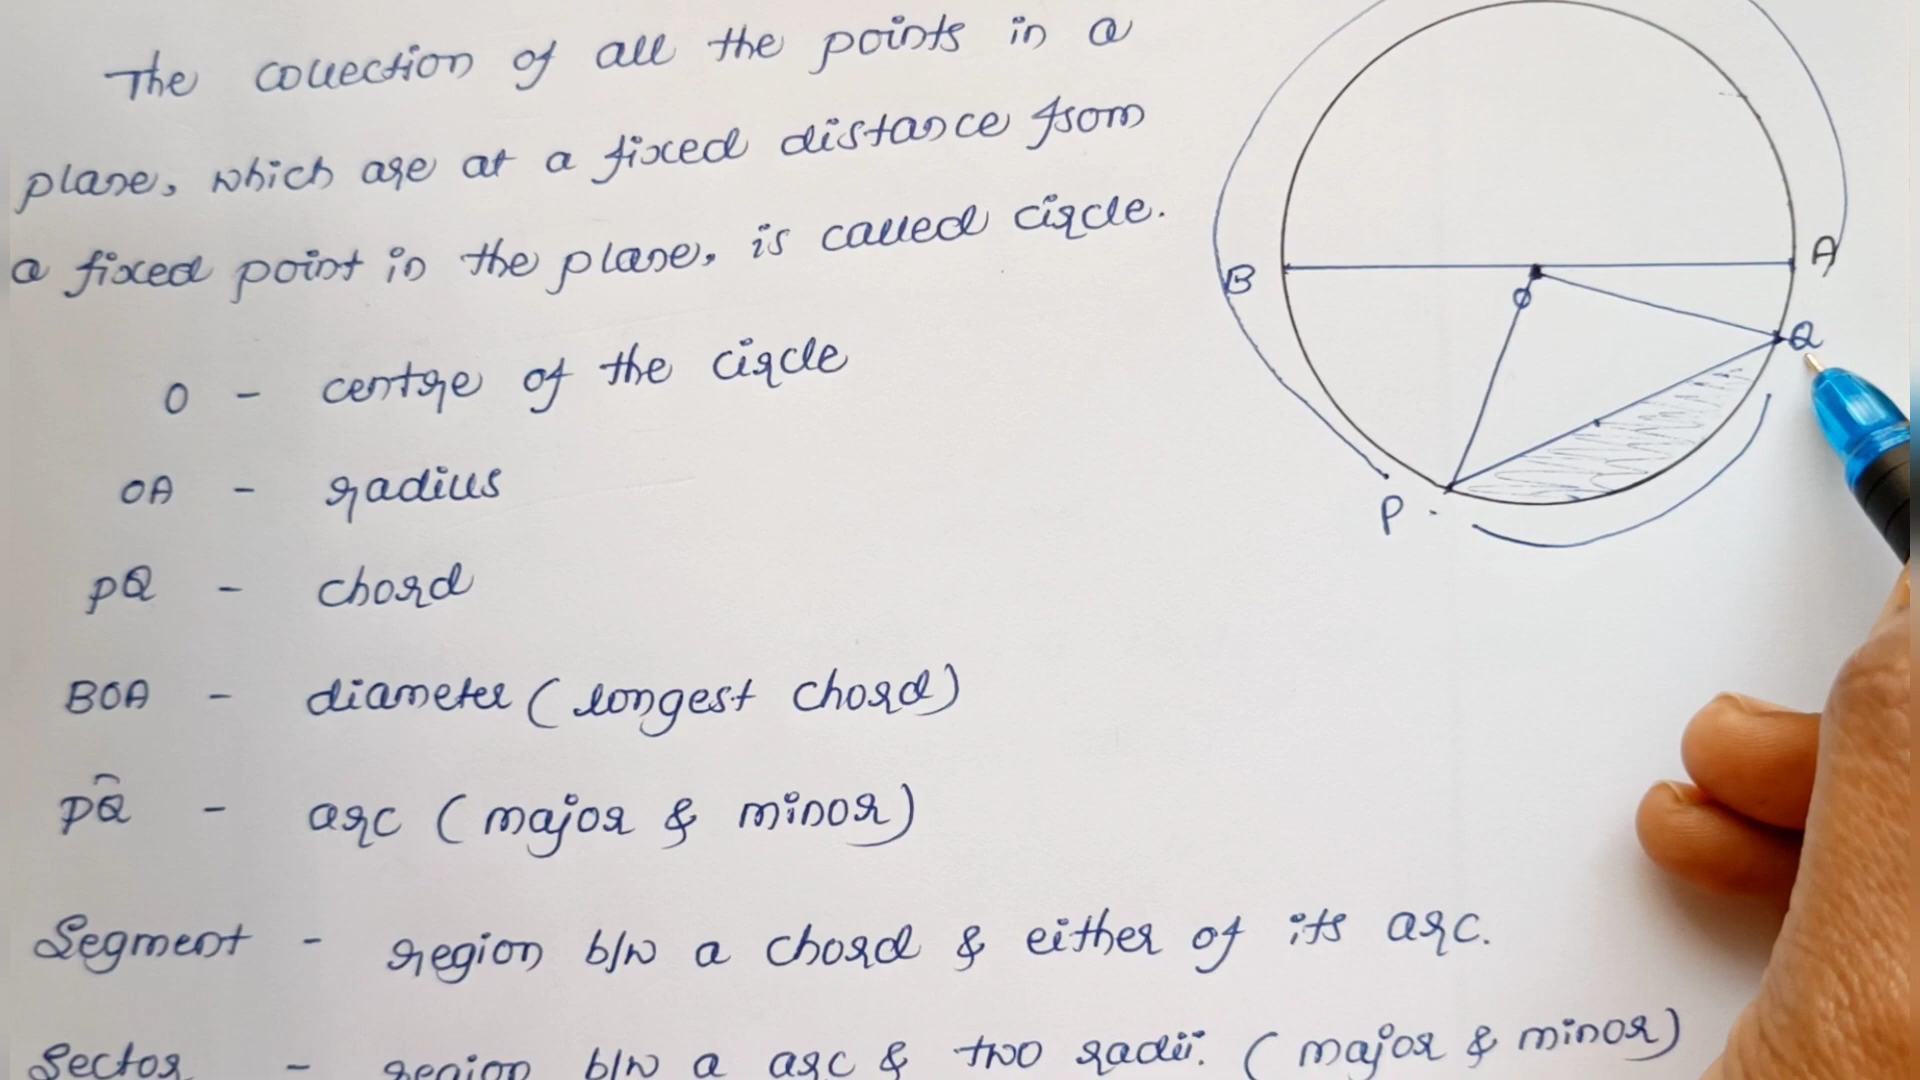 The collection of all the points in a
plane, which are at a fixed distance from
a fixed point in the plane, is called circle.
O - centre of the circle
OA - radius
PQ - chord
BOA - diameter (longest chord)
P͡Q - arc (major & minor)
Segment - region b/w a chord & either of its arc.
Sector - region b/w a arc & two radii. (major & minor)
B
A
O
Q
P